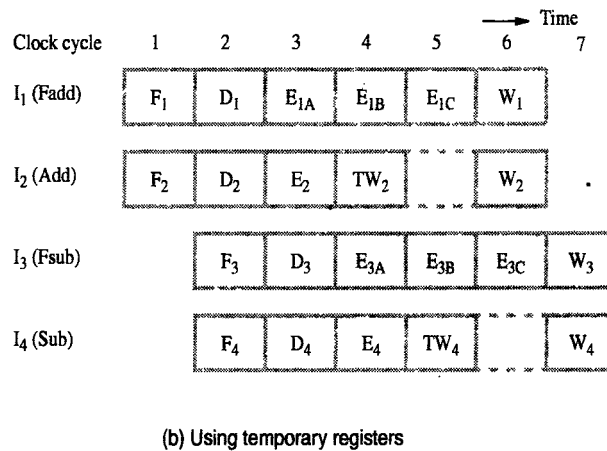 Time
Clock cycle 1 2 3 4 5 6 7
I₁ (Fadd) F₁ D₁ E₁A E₁B E₁C W₁
I₂ (Add) F₂ D₂ E₂ TW₂ W₂
I₃ (Fsub) F₃ D₃ E₃A E₃B E₃C W₃
I₄ (Sub) F₄ D₄ E₄ TW₄ W₄
(b) Using temporary registers